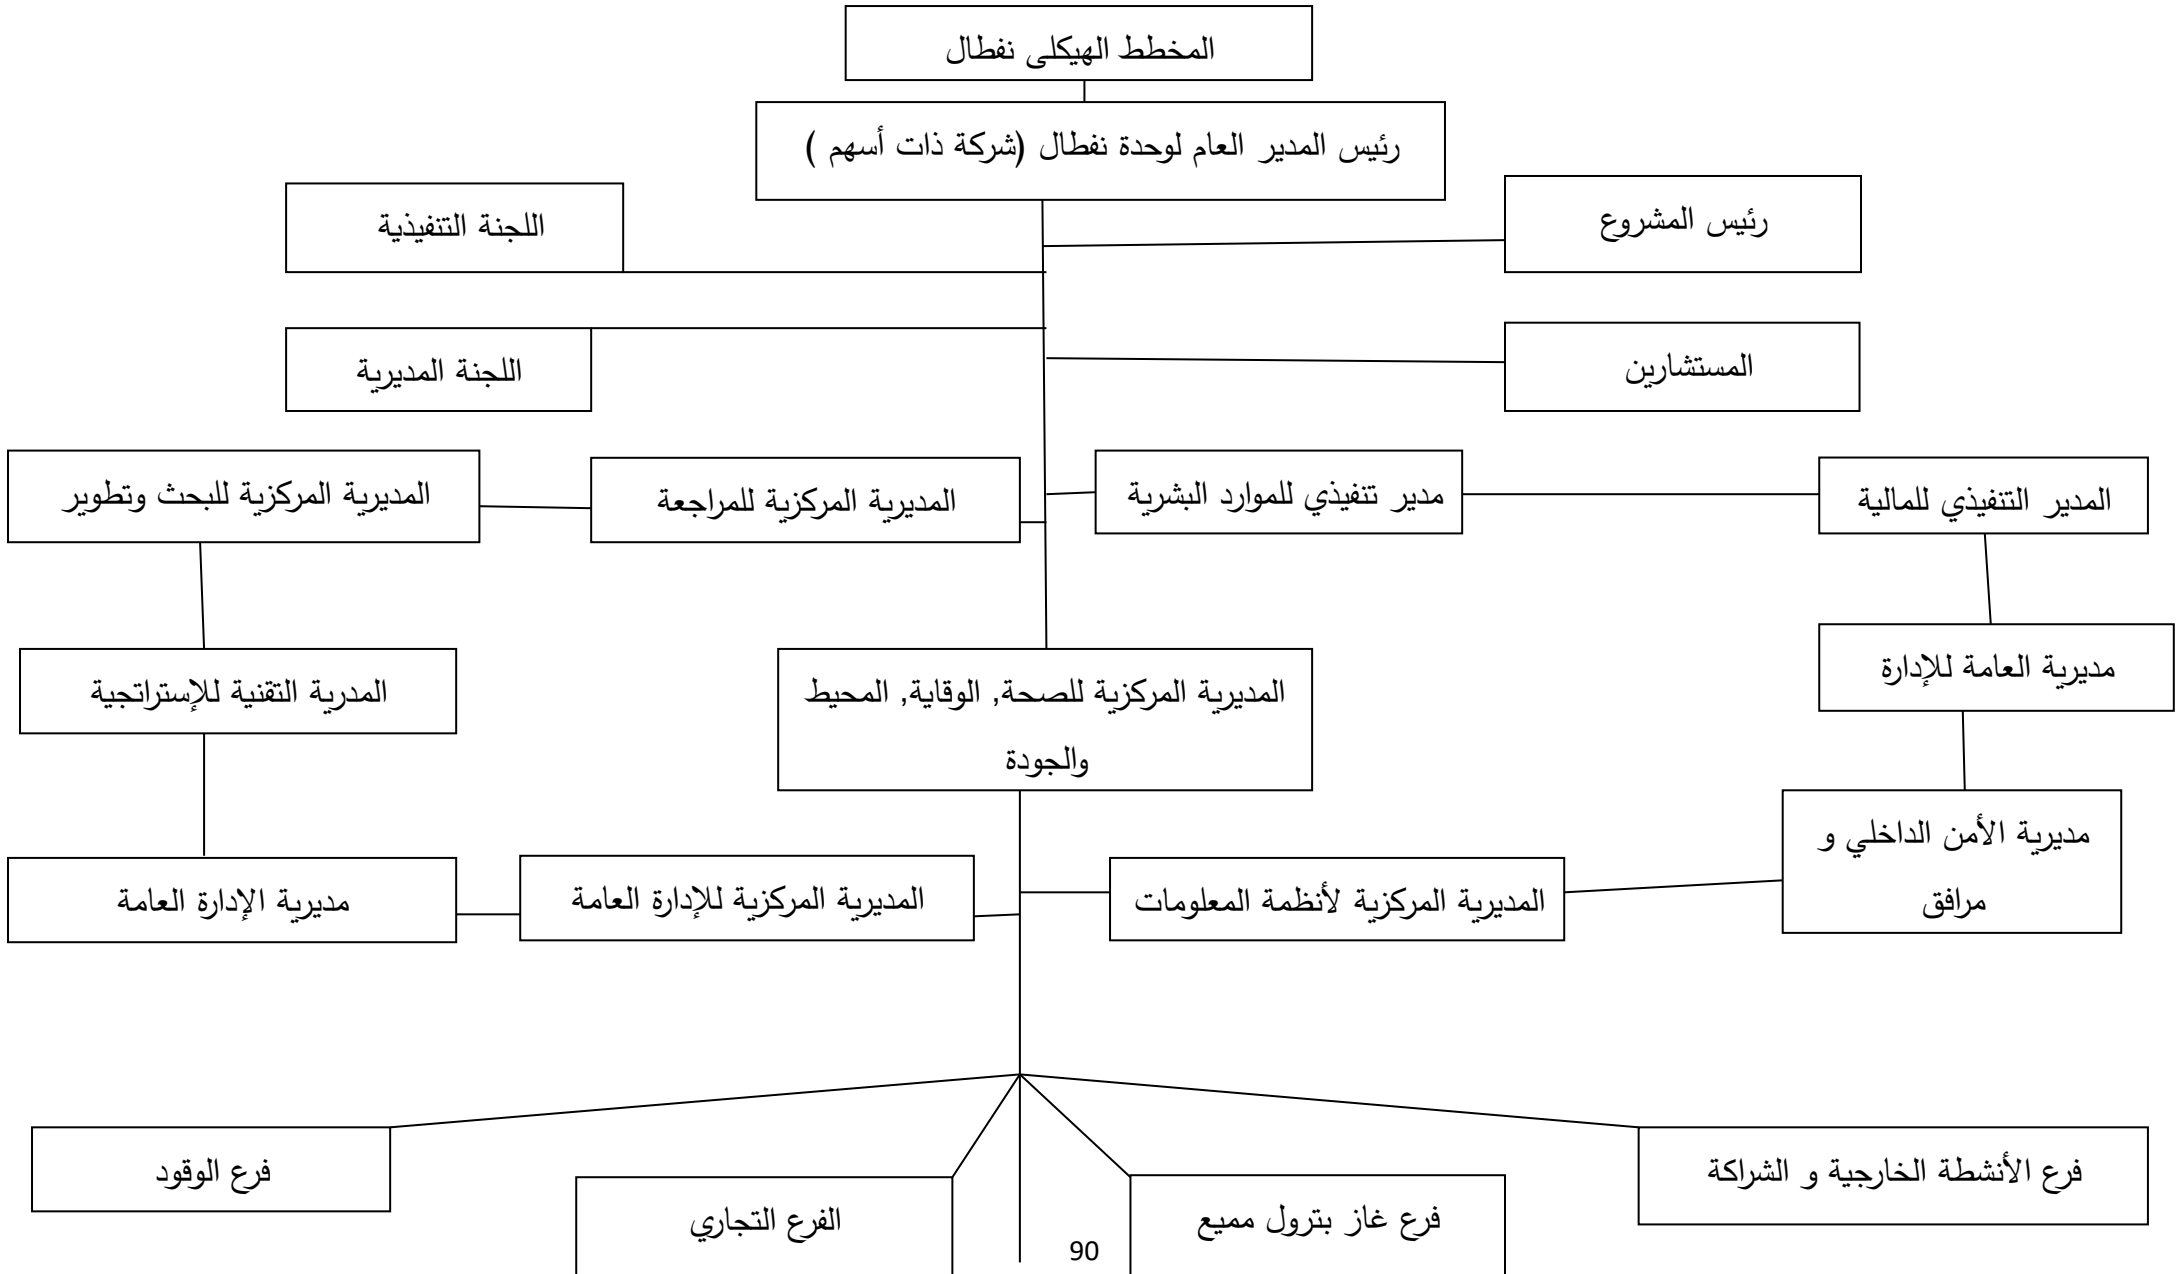 المخطط الهيكلى نفطال
رئيس المدير العام لوحدة نفطال (شركة ذات أسهم )
رئيس المشروع
اللجنة التنفيذية
المستشارين
اللجنة المديرية
المدير التنفيذي للمالية
مدير تنفيذي للموارد البشرية
المديرية المركزية للمراجعة
المديرية المركزية للبحث وتطوير
مديرية العامة للإدارة
المديرية المركزية للصحة, الوقاية, المحيط
والجودة
المدرية التقنية للإستراتجية
مديرية الأمن الداخلي و
مرافق
المديرية المركزية لأنظمة المعلومات
المديرية المركزية للإدارة العامة
مديرية الإدارة العامة
فرع الأنشطة الخارجية و الشراكة
فرع غاز بترول مميع
الفرع التجاري
فرع الوقود
90